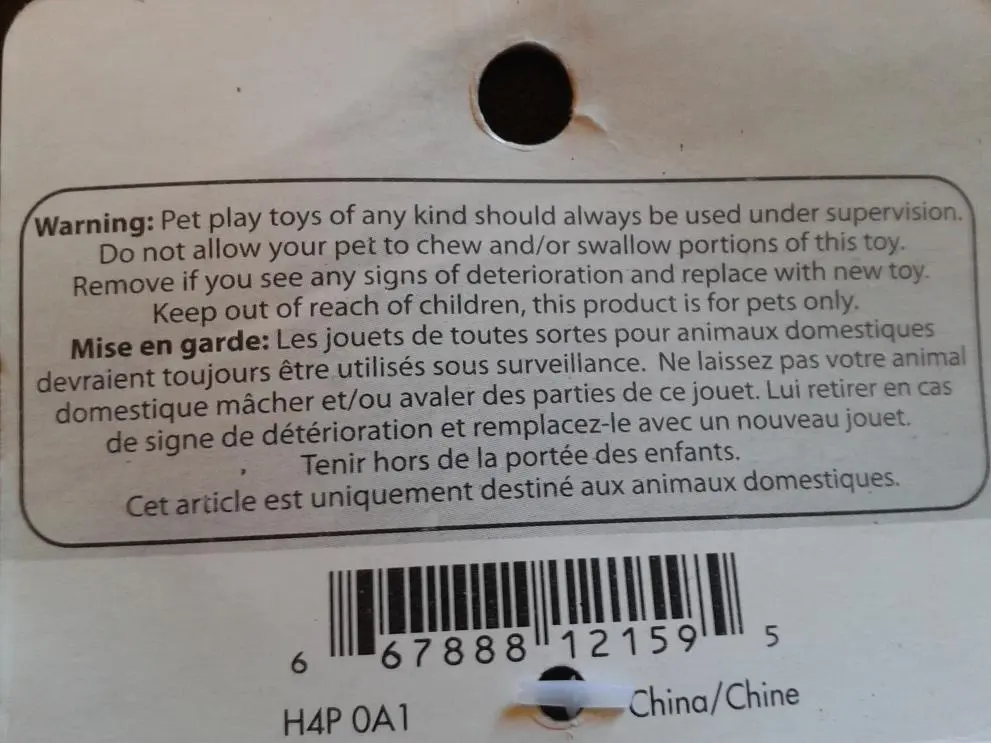 Warning: Pet play toys of any kind should always be used under supervision.
Do not allow your pet to chew and/or swallow portions of this toy.
Remove if you see any signs of deterioration and replace with new toy.
Keep out of reach of children, this product is for pets only.
Mise en garde: Les jouets de toutes sortes pour animaux domestiques
devraient toujours être utilisés sous surveillance. Ne laissez pas votre animal
domestique mâcher et/ou avaler des parties de ce jouet. Lui retirer en cas
de signe de détérioration et remplacez-le avec un nouveau jouet.
Tenir hors de la portée des enfants.
Cet article est uniquement destiné aux animaux domestiques.
6 67888 12159 5
H4P 0A1 China/Chine